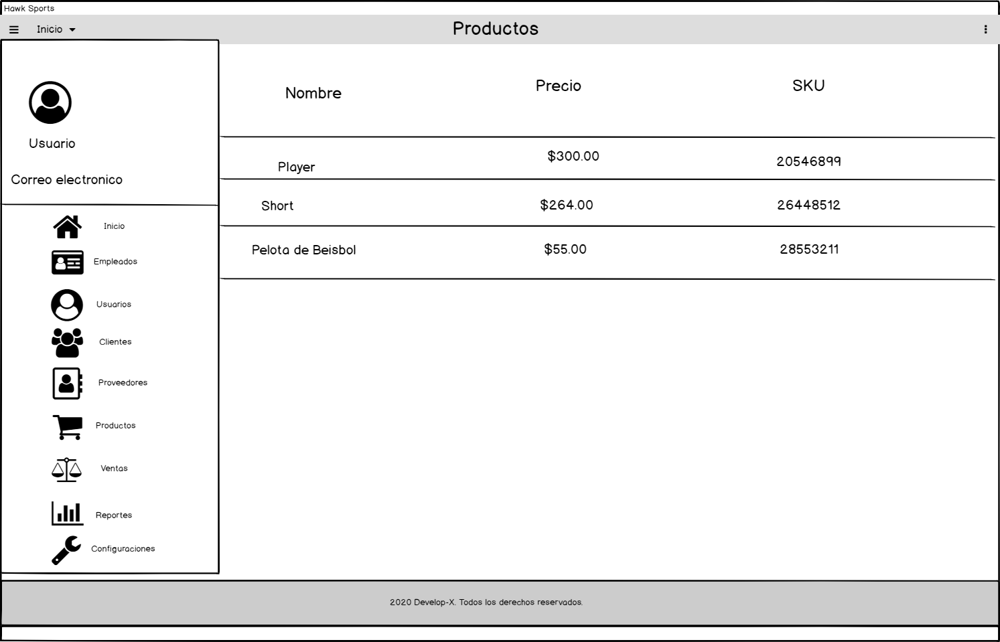 Hawk Sports
Inicio
Productos
Usuario
Correo electronico
Inicio
Empleados
Usuarios
Clientes
Proveedores
Productos
Ventas
Reportes
Configuraciones
Nombre Precio SKU
Player $300.00 20546899
Short $264.00 26448512
Pelota de Beisbol $55.00 28553211
2020 Develop-X. Todos los derechos reservados.